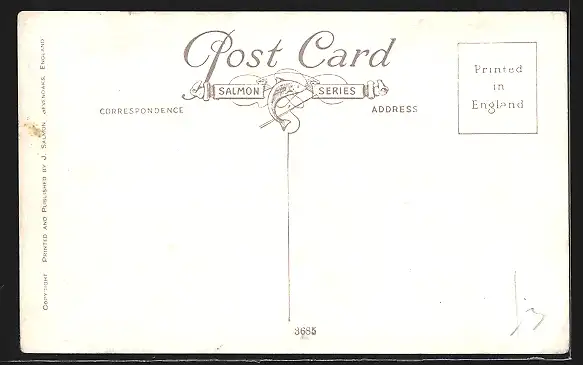 Post Card
SALMON SERIES
CORRESPONDENCE
ADDRESS
Printed
in
England
COPYRIGHT PRINTED AND PUBLISHED BY J. SALMON, SEVENOAKS, ENGLAND
3685